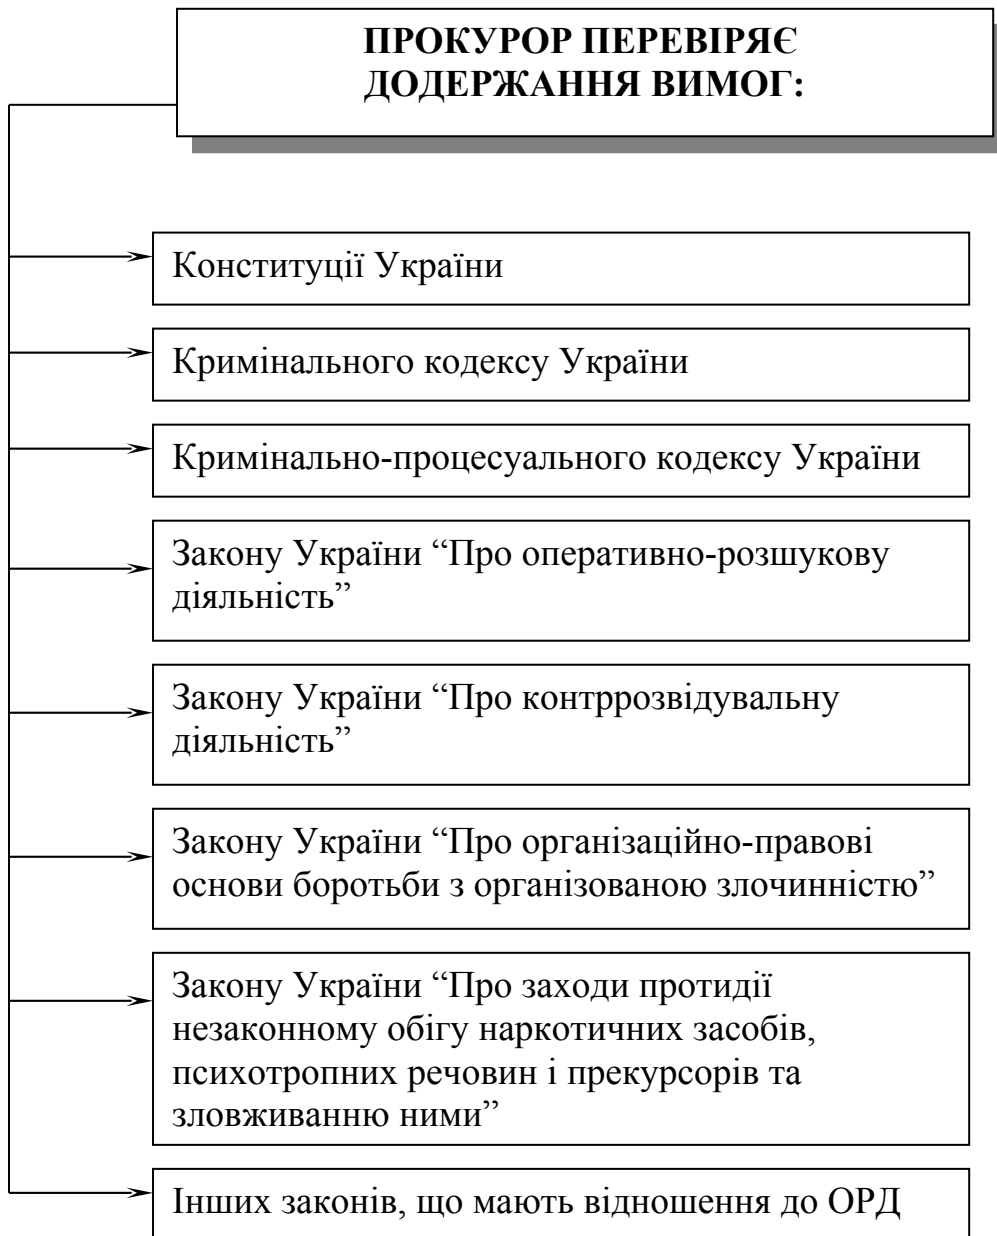 ПРОКУРОР ПЕРЕВІРЯЄ
ДОДЕРЖАННЯ ВИМОГ:
Конституції України
Кримінального кодексу України
Кримінально-процесуального кодексу України
Закону України “Про оперативно-розшукову
діяльність”
Закону України “Про контррозвідувальну
діяльність”
Закону України “Про організаційно-правові
основи боротьби з організованою злочинністю”
Закону України “Про заходи протидії
незаконному обігу наркотичних засобів,
психотропних речовин і прекурсорів та
зловживанню ними”
Інших законів, що мають відношення до ОРД